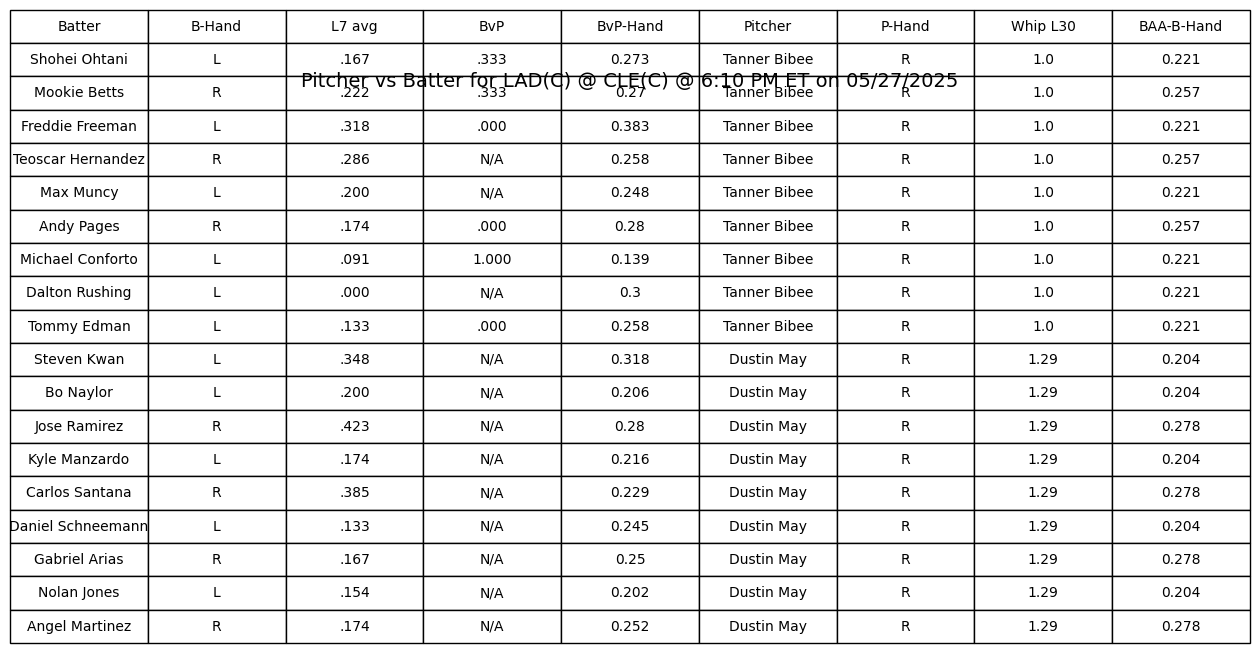 Batter B-Hand L7 avg BvP BvP-Hand Pitcher P-Hand Whip L30 BAA-B-Hand
Shohei Ohtani L .167 .333 0.273 Tanner Bibee R 1.0 0.221
Pitcher vs Batter for LAD(C) @ CLE(C) @ 6:10 PM ET on 05/27/2025
Mookie Betts R .222 .333 0.27 Tanner Bibee R 1.0 0.257
Freddie Freeman L .318 .000 0.383 Tanner Bibee R 1.0 0.221
Teoscar Hernandez R .286 N/A 0.258 Tanner Bibee R 1.0 0.257
Max Muncy L .200 N/A 0.248 Tanner Bibee R 1.0 0.221
Andy Pages R .174 .000 0.28 Tanner Bibee R 1.0 0.257
Michael Conforto L .091 1.000 0.139 Tanner Bibee R 1.0 0.221
Dalton Rushing L .000 N/A 0.3 Tanner Bibee R 1.0 0.221
Tommy Edman L .133 .000 0.258 Tanner Bibee R 1.0 0.221
Steven Kwan L .348 N/A 0.318 Dustin May R 1.29 0.204
Bo Naylor L .200 N/A 0.206 Dustin May R 1.29 0.204
Jose Ramirez R .423 N/A 0.28 Dustin May R 1.29 0.278
Kyle Manzardo L .174 N/A 0.216 Dustin May R 1.29 0.204
Carlos Santana R .385 N/A 0.229 Dustin May R 1.29 0.278
Daniel Schneemann L .133 N/A 0.245 Dustin May R 1.29 0.204
Gabriel Arias R .167 N/A 0.25 Dustin May R 1.29 0.278
Nolan Jones L .154 N/A 0.202 Dustin May R 1.29 0.204
Angel Martinez R .174 N/A 0.252 Dustin May R 1.29 0.278